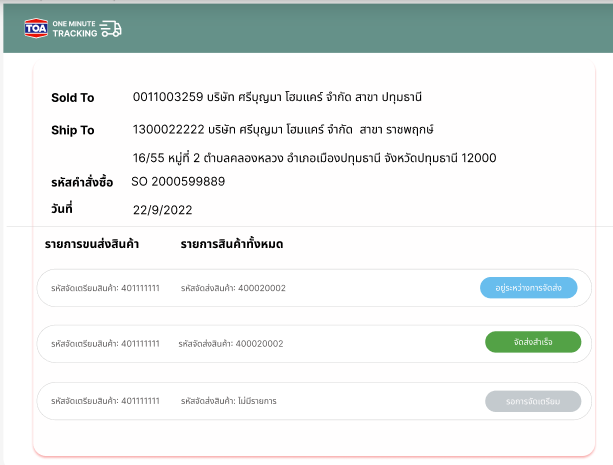 TOA ONE MINUTE TRACKING
Sold To 0011003259 บริษัท ศรีบุญมา โฮมแคร์ จำกัด สาขา ปทุมธานี
Ship To 1300022222 บริษัท ศรีบุญมา โฮมแคร์ จำกัด สาขา ราชพฤกษ์
16/55 หมู่ที่ 2 ตำบลคลองหลวง อำเภอเมืองปทุมธานี จังหวัดปทุมธานี 12000
รหัสคำสั่งซื้อ SO 2000599889
วันที่ 22/9/2022
รายการขนส่งสินค้า รายการสินค้าทั้งหมด
รหัสจัดเตรียมสินค้า: 401111111 รหัสจัดส่งสินค้า: 400020002 อยู่ระหว่างการจัดส่ง
รหัสจัดเตรียมสินค้า: 401111111 รหัสจัดส่งสินค้า: 400020002 จัดส่งสำเร็จ
รหัสจัดเตรียมสินค้า: 401111111 รหัสจัดส่งสินค้า: ไม่มีรายการ รอการจัดเตรียม